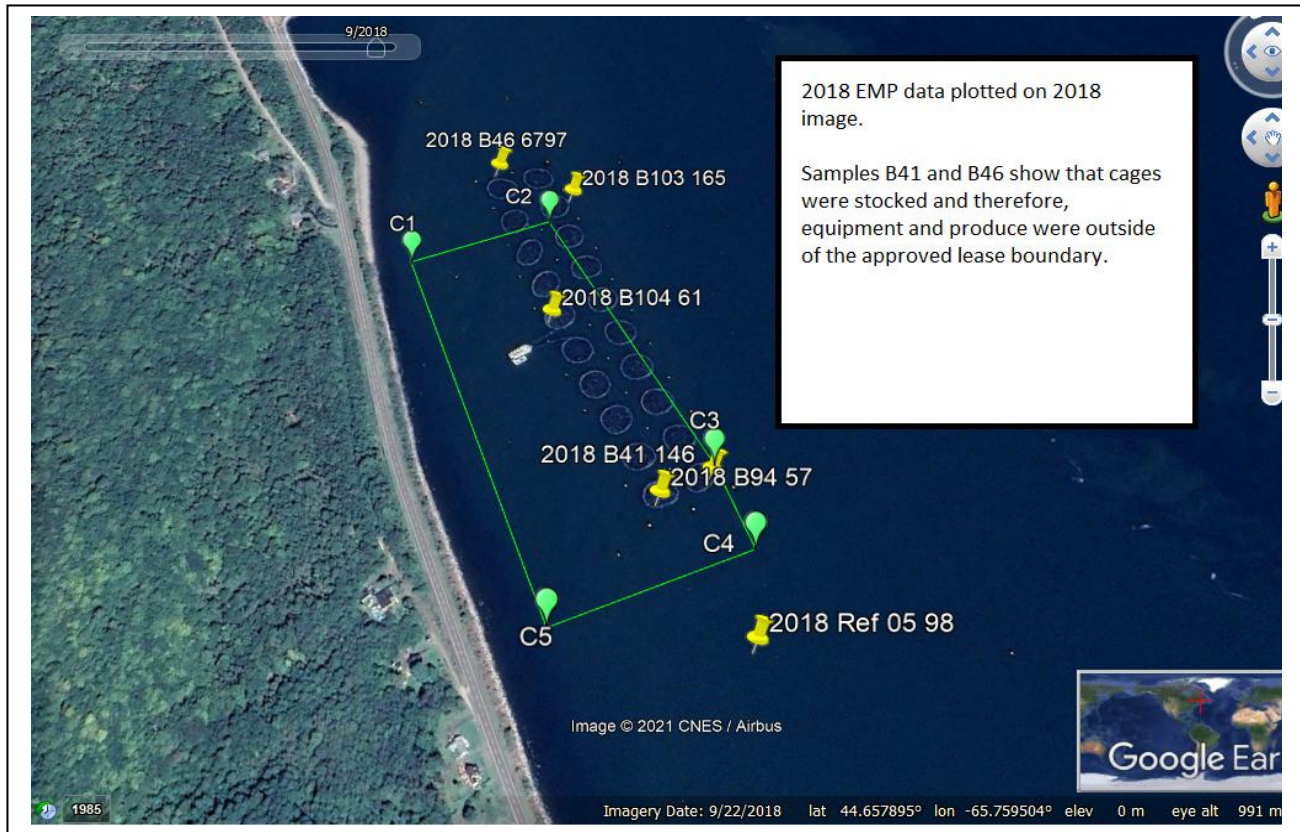 9/2018
2018 EMP data plotted on 2018
image.
Samples B41 and B46 show that cages
were stocked and therefore,
equipment and produce were outside
of the approved lease boundary.
2018 B46 6797
2018 B103 165
C2
C1
2018 B104 61
C3
2018 B41 146
2018 B94 57
C4
C5
2018 Ref 05 98
Image © 2021 CNES / Airbus
Google Ear
1985
Imagery Date: 9/22/2018 lat 44.657895° lon -65.759504° elev 0 m eye alt 991 m